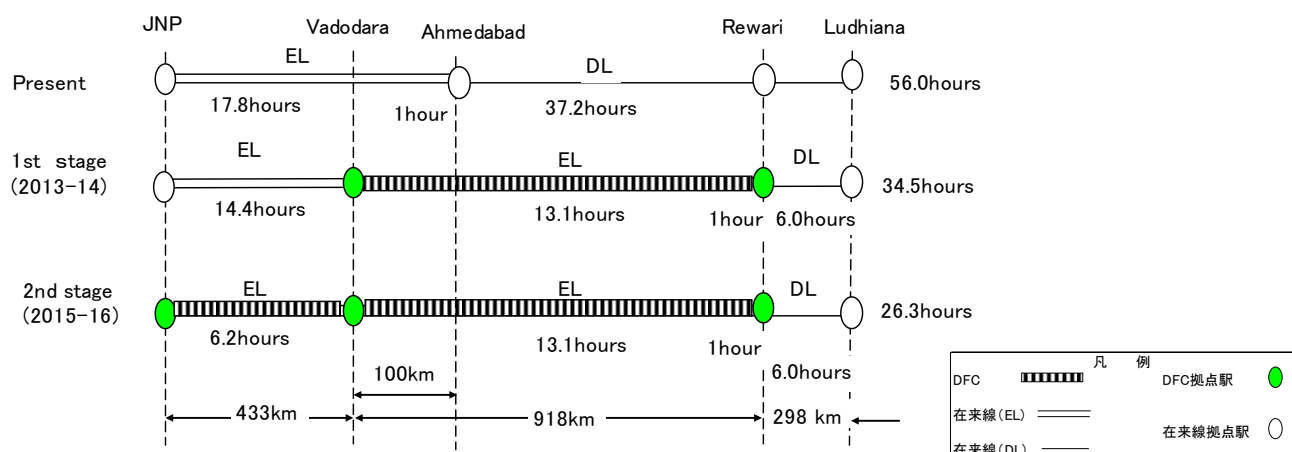 JNP Vadodara Ahmedabad Rewari Ludhiana
EL DL
Present
17.8hours 1hour 37.2hours 56.0hours
1st stage
(2013-14)
EL EL DL
14.4hours 13.1hours 1hour 6.0hours 34.5hours
2nd stage
(2015-16)
EL EL DL
6.2hours 13.1hours 1hour 6.0hours 26.3hours
100km
433km 918km 298 km
凡 例
DFC DFC拠点駅
在来線(EL) 在来線拠点駅
在来線(DL)